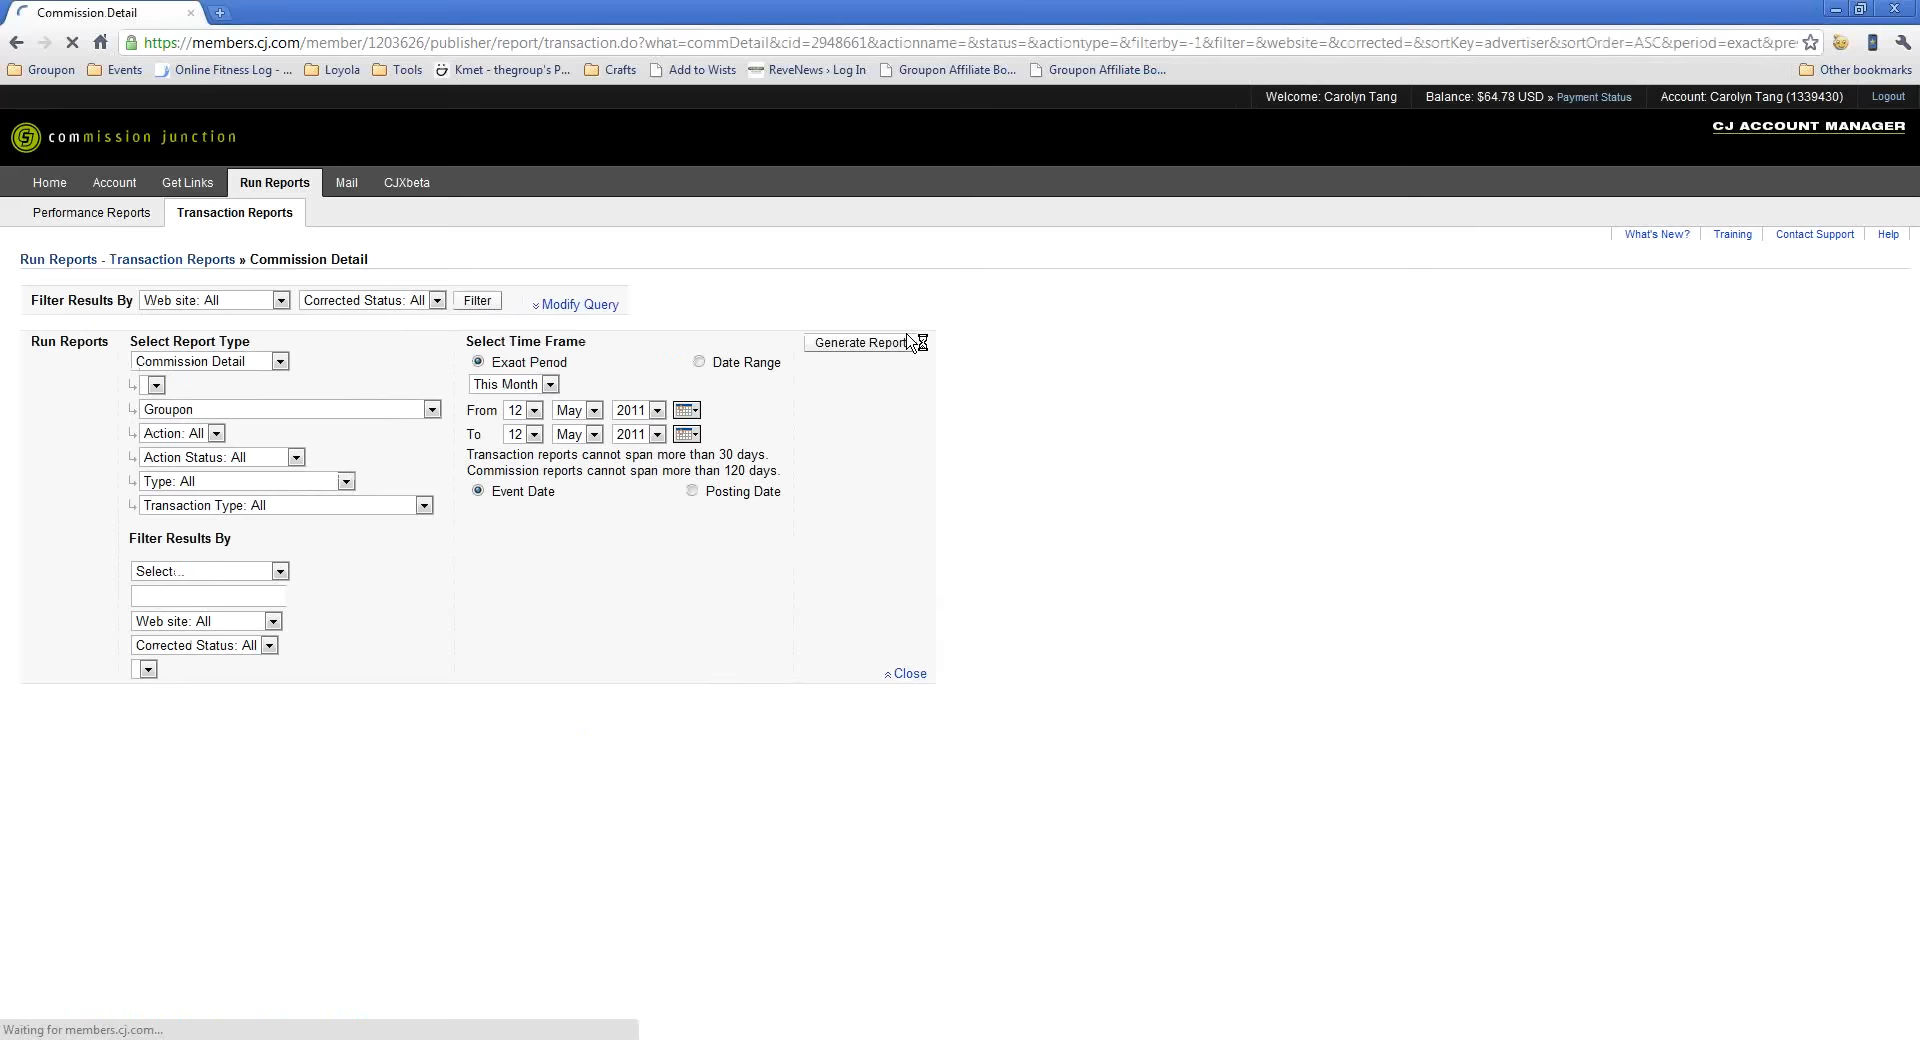 Commission Detail
https://members.cj.com/member/1203626/publisher/report/transaction.do?what=commDetail&cid=2948661&actionname=&status=&actiontype=&filterby=-1&filter=&website=&corrected=&sortKey=advertiser&sortOrder=ASC&period=exact&pre
Groupon Events Online Fitness Log - ... Loyola Tools Kmet - thegroup's P... Crafts Add to Wists ReveNews › Log In Groupon Affiliate Bo... Groupon Affiliate Bo... Other bookmarks
Welcome: Carolyn Tang Balance: $64.78 USD » Payment Status Account: Carolyn Tang (1339430) Logout
commission junction CJ ACCOUNT MANAGER
Home Account Get Links Run Reports Mail CJXbeta
Performance Reports Transaction Reports
What's New? Training Contact Support Help
Run Reports - Transaction Reports » Commission Detail
Filter Results By Web site: All Corrected Status: All Filter Modify Query
Run Reports Select Report Type Select Time Frame Generate Report
Commission Detail Exact Period Date Range
This Month
Groupon From 12 May 2011
Action: All To 12 May 2011
Action Status: All Transaction reports cannot span more than 30 days.
Commission reports cannot span more than 120 days.
Type: All Event Date Posting Date
Transaction Type: All
Filter Results By
Select...
Web site: All
Corrected Status: All
Close
Waiting for members.cj.com...